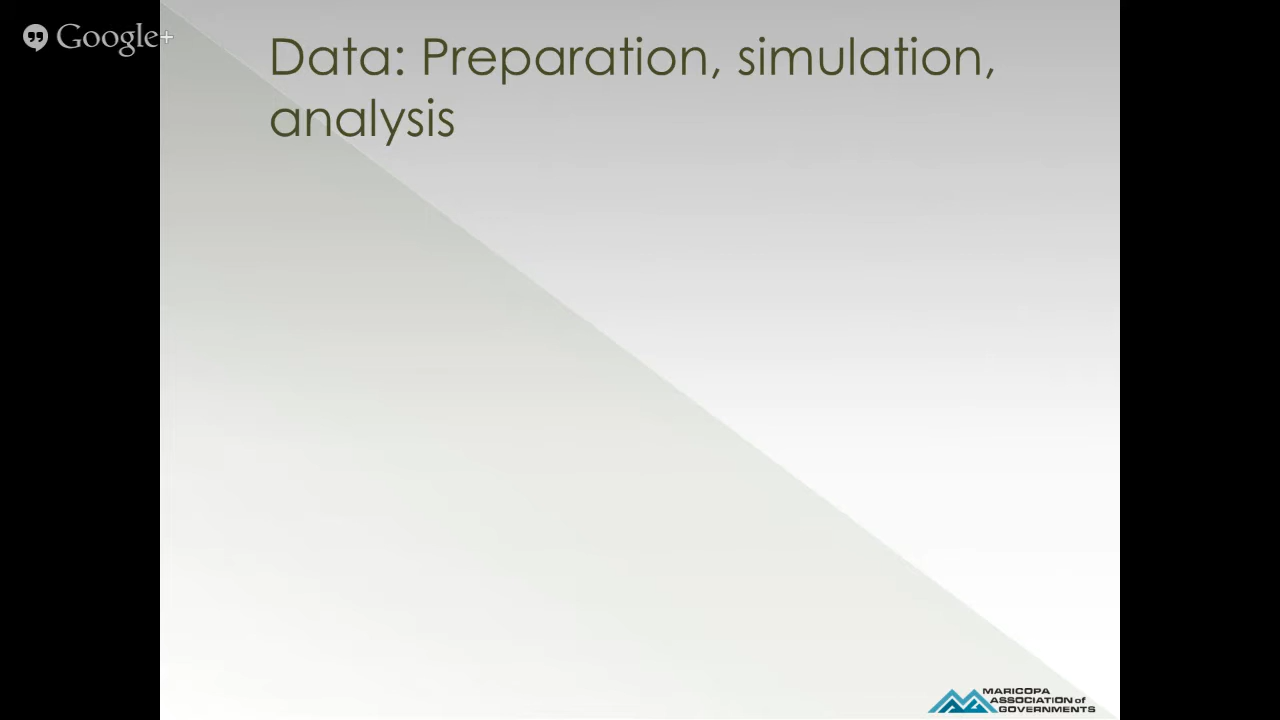 Google+
Data: Preparation, simulation,
analysis
MARICOPA
ASSOCIATION of
GOVERNMENTS